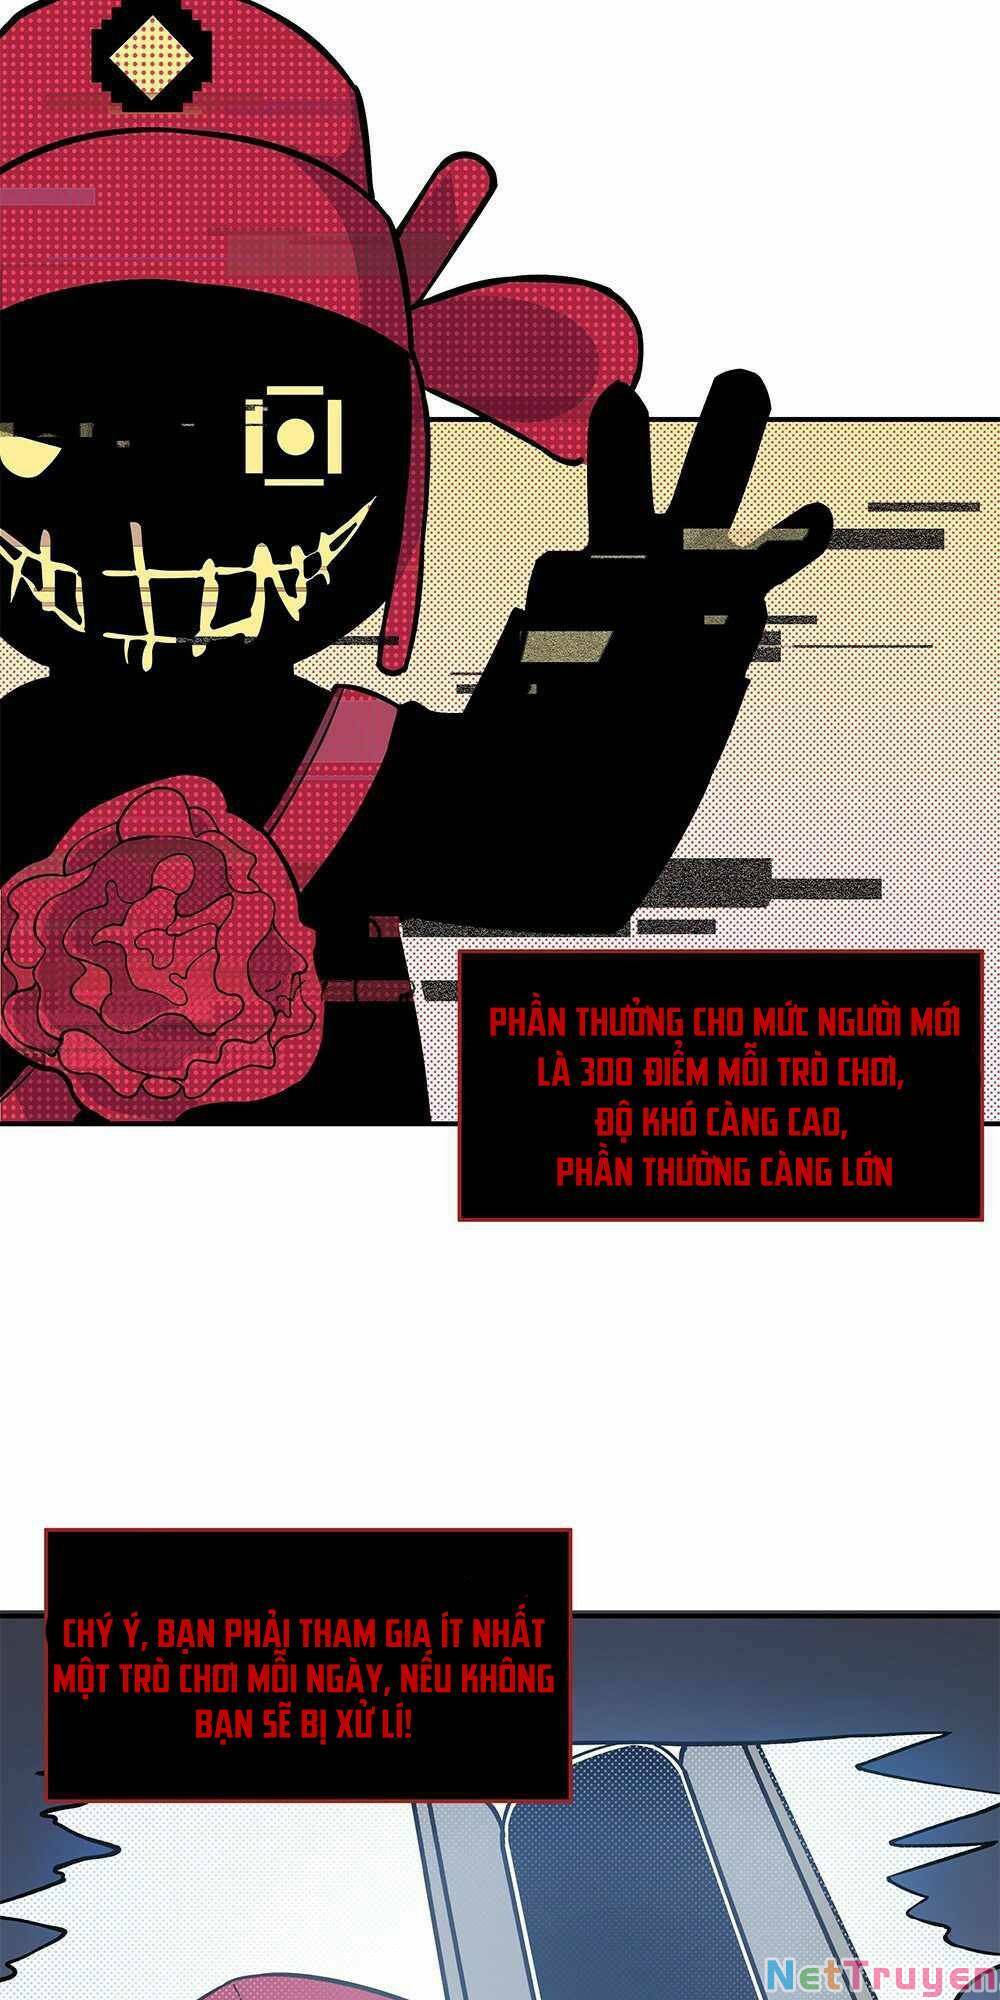 PHẦN THƯỞNG CHO MỨC NGƯỜI MỚI
LÀ 300 ĐIỂM MỖI TRÒ CHƠI,
ĐỘ KHÓ CÀNG CAO,
PHẦN THƯỜNG CÀNG LỚN
CHÝ Ý, BẠN PHẢI THAM GIA ÍT NHẤT
MỘT TRÒ CHƠI MỖI NGÀY, NẾU KHÔNG
BẠN SẼ BỊ XỬ LÍ!
NetTruyen